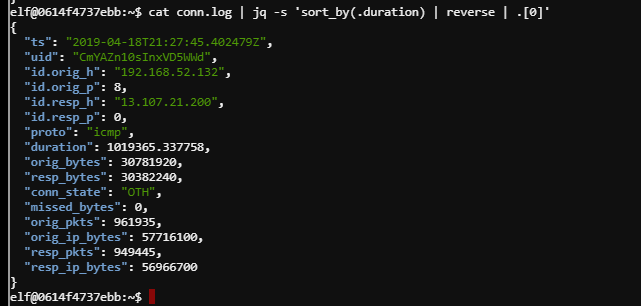 elf@0614f4737ebb:~$ cat conn.log | jq -s 'sort_by(.duration) | reverse | .[0]'
{
  "ts": "2019-04-18T21:27:45.402479Z",
  "uid": "CmYAZn10sInxVD5WWd",
  "id.orig_h": "192.168.52.132",
  "id.orig_p": 8,
  "id.resp_h": "13.107.21.200",
  "id.resp_p": 0,
  "proto": "icmp",
  "duration": 1019365.337758,
  "orig_bytes": 30781920,
  "resp_bytes": 30382240,
  "conn_state": "OTH",
  "missed_bytes": 0,
  "orig_pkts": 961935,
  "orig_ip_bytes": 57716100,
  "resp_pkts": 949445,
  "resp_ip_bytes": 56966700
}
elf@0614f4737ebb:~$